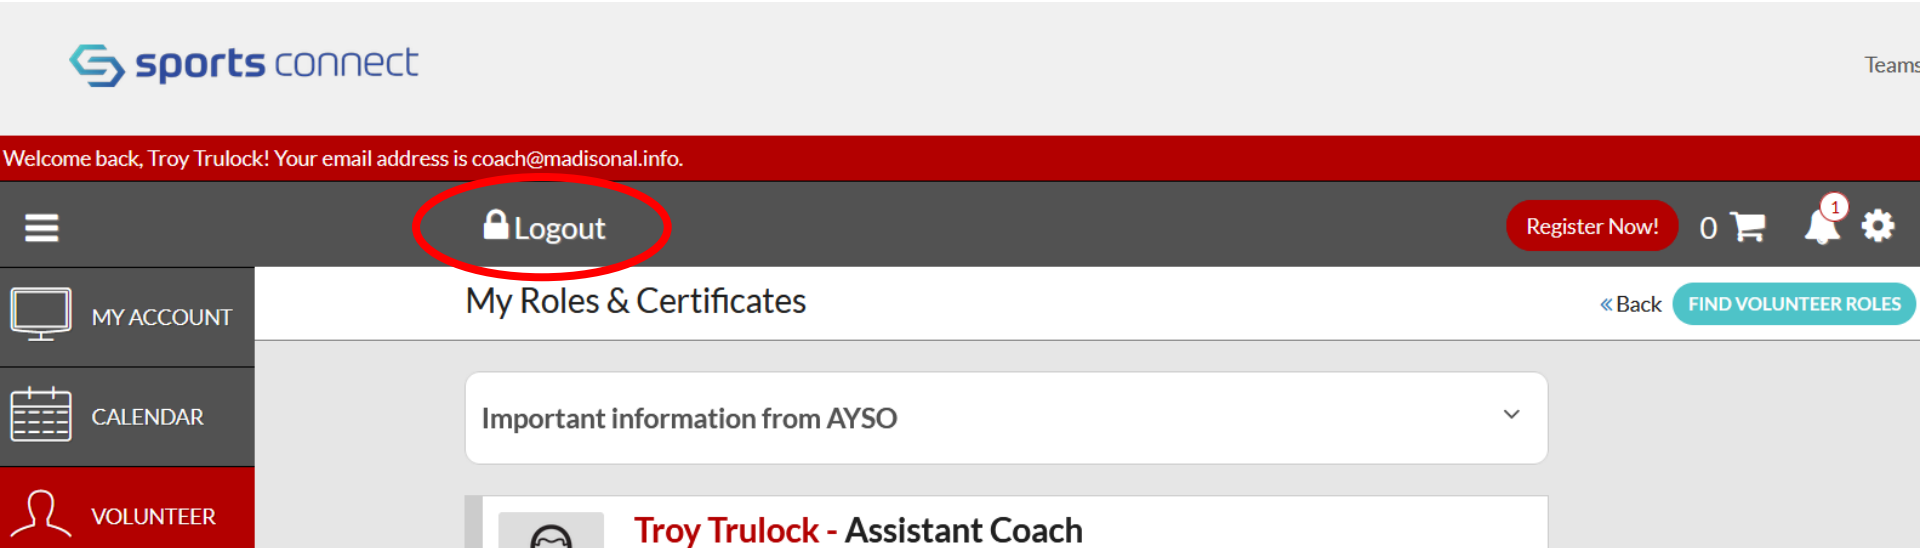 sports connect
Teams
Welcome back, Troy Trulock! Your email address is coach@madisonal.info.
Logout
Register Now!
0
1
MY ACCOUNT
My Roles & Certificates
«Back
FIND VOLUNTEER ROLES
CALENDAR
Important information from AYSO
VOLUNTEER
Troy Trulock - Assistant Coach